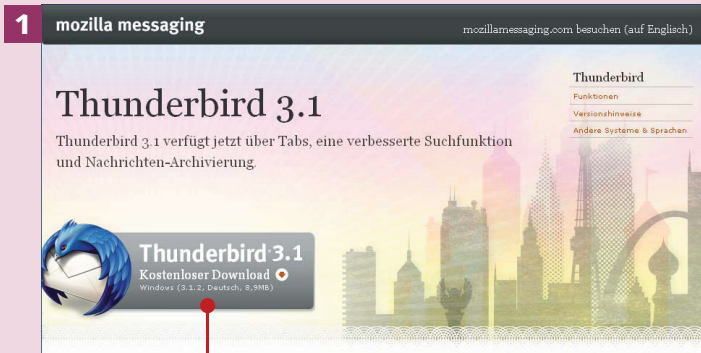 1
mozilla messaging
mozillamessaging.com besuchen (auf Englisch)
Thunderbird 3.1
Thunderbird 3.1 verfügt jetzt über Tabs, eine verbesserte Suchfunktion
und Nachrichten-Archivierung.
Thunderbird
Funktionen
Versionshinweise
Andere Systeme & Sprachen
Thunderbird 3.1
Kostenloser Download
Windows (3.1.2, Deutsch, 8,9MB)